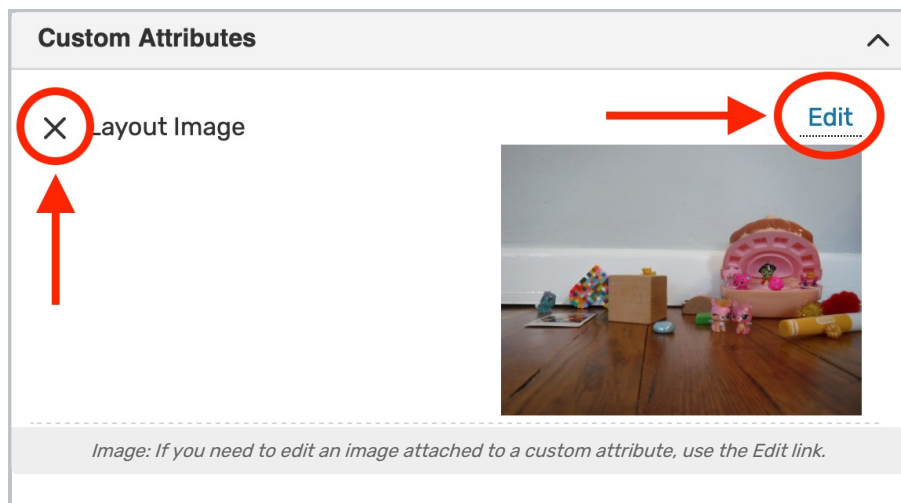 Custom Attributes
Layout Image
Edit
Image: If you need to edit an image attached to a custom attribute, use the Edit link.